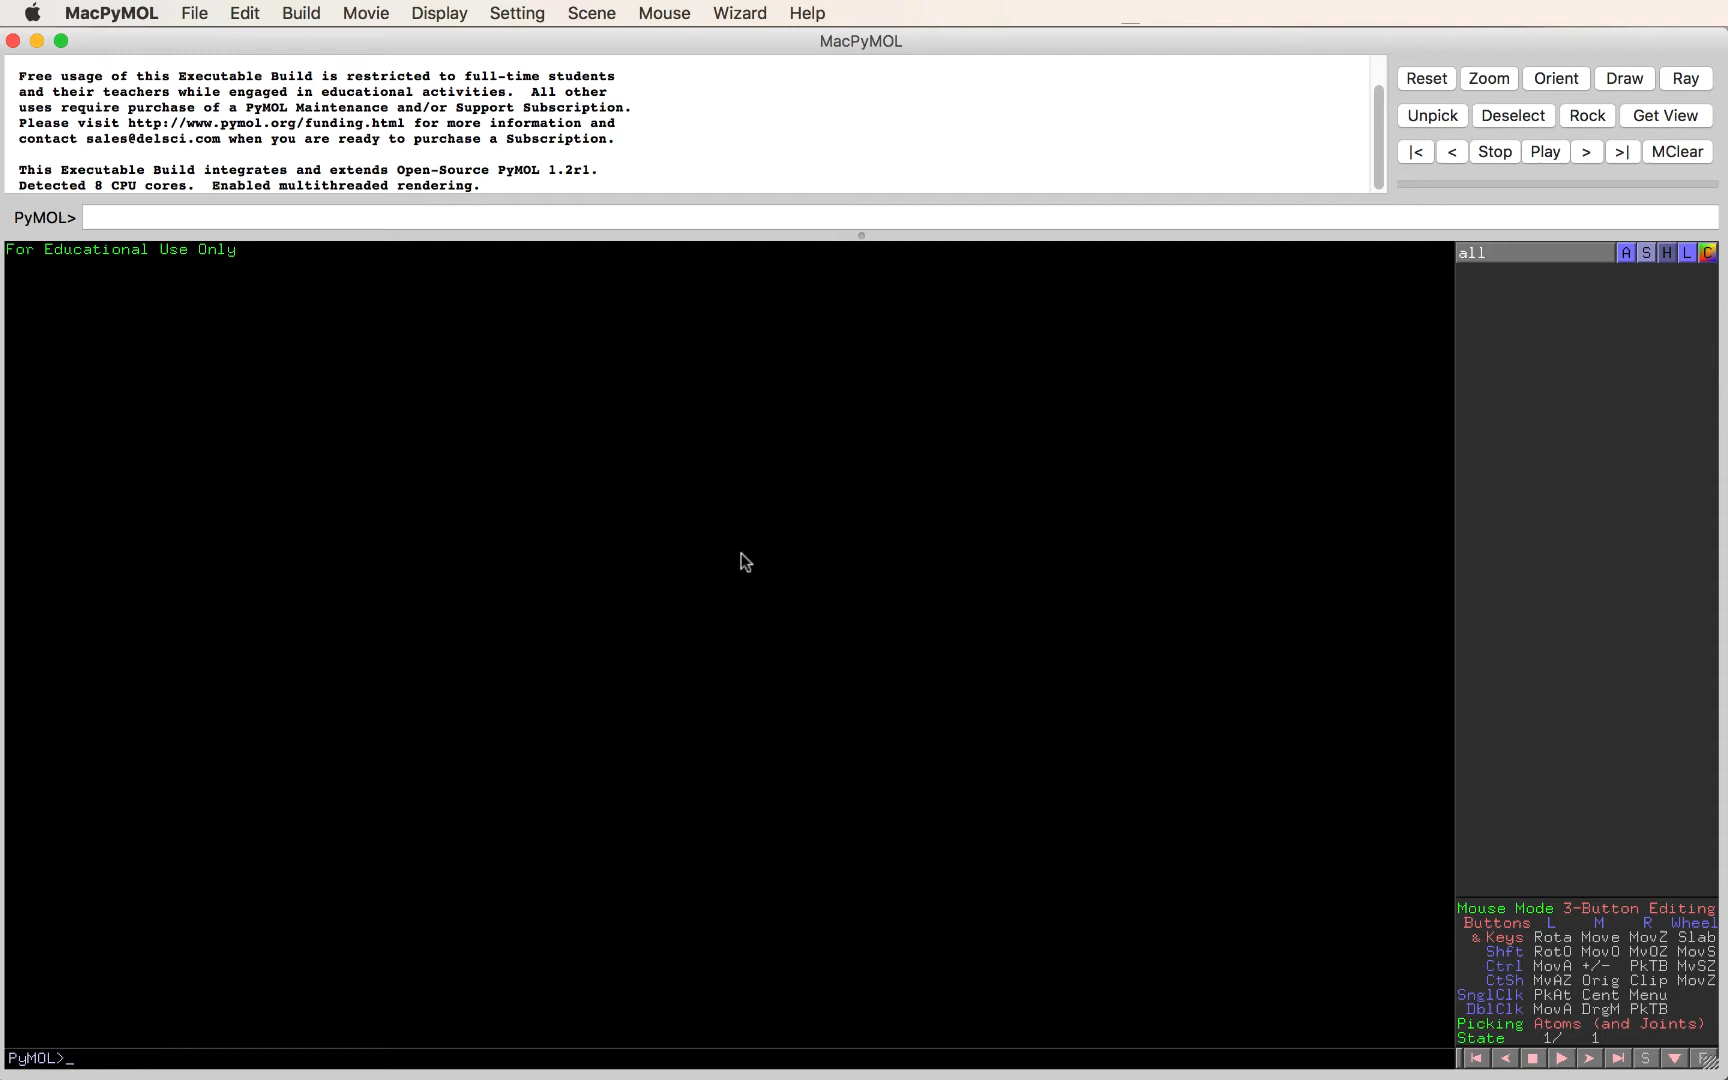 MacPyMOL File Edit Build Movie Display Setting Scene Mouse Wizard Help
MacPyMOL
Free usage of this Executable Build is restricted to full-time students
and their teachers while engaged in educational activities. All other
uses require purchase of a PyMOL Maintenance and/or Support Subscription.
Please visit http://www.pymol.org/funding.html for more information and
contact sales@delsci.com when you are ready to purchase a Subscription.
This Executable Build integrates and extends Open-Source PyMOL 1.2r1.
Detected 8 CPU cores. Enabled multithreaded rendering.
Reset Zoom Orient Draw Ray
Unpick Deselect Rock Get View
|< < Stop Play > >| MClear
PyMOL>
For Educational Use Only
all A S H L C
Mouse Mode 3-Button Editing
Buttons L M R Wheel
& Keys Rota Move MovZ Slab
Shft RotO MovO MvOZ MovS
Ctrl MovA +/- PkTB MvSZ
CtSh MvAZ Orig Clip MovZ
SnglClk PkAt Cent Menu
DblClk MovA DrgM PkTB
Picking Atoms (and Joints)
State 1/ 1
PyMOL>_
S F